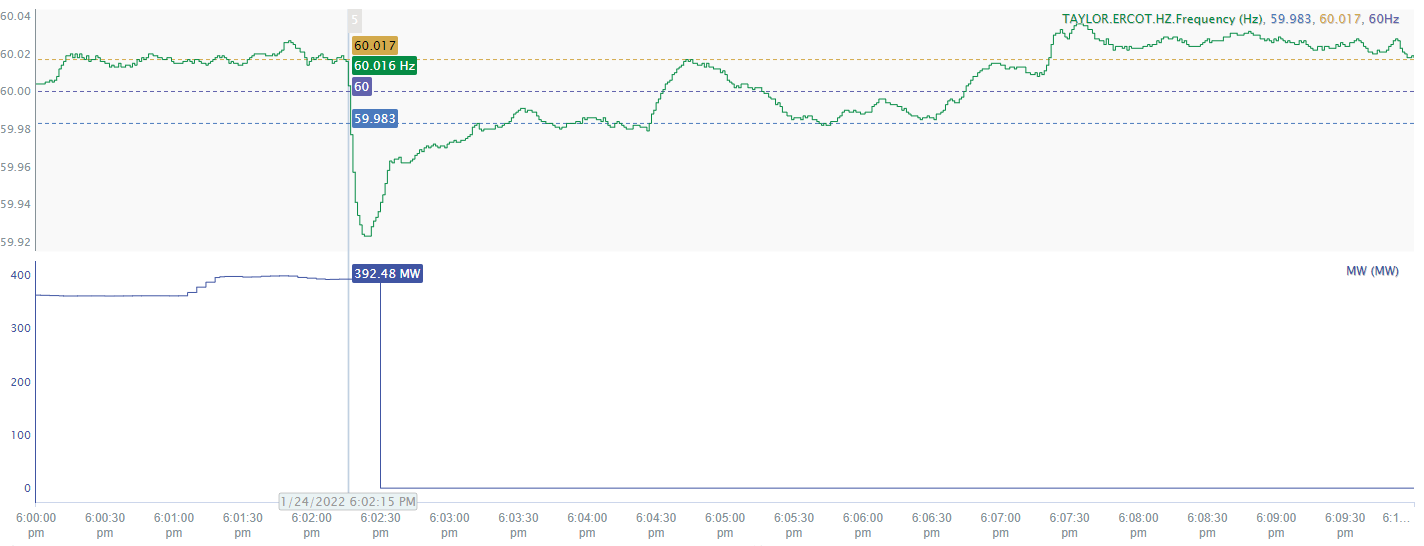 60.04
5
TAYLOR.ERCOT.HZ.Frequency (Hz), 59.983, 60.017, 60Hz
60.017
60.02
60.016 Hz
60
60.00
59.983
59.98
59.96
59.94
59.92
400
392.48 MW
MW (MW)
300
200
100
0
1/24/2022 6:02:15 PM
6:00:00 pm
6:00:30 pm
6:01:00 pm
6:01:30 pm
6:02:00 pm
6:02:30 pm
6:03:00 pm
6:03:30 pm
6:04:00 pm
6:04:30 pm
6:05:00 pm
6:05:30 pm
6:06:00 pm
6:06:30 pm
6:07:00 pm
6:07:30 pm
6:08:00 pm
6:08:30 pm
6:09:00 pm
6:09:30 pm
6:1...
pm